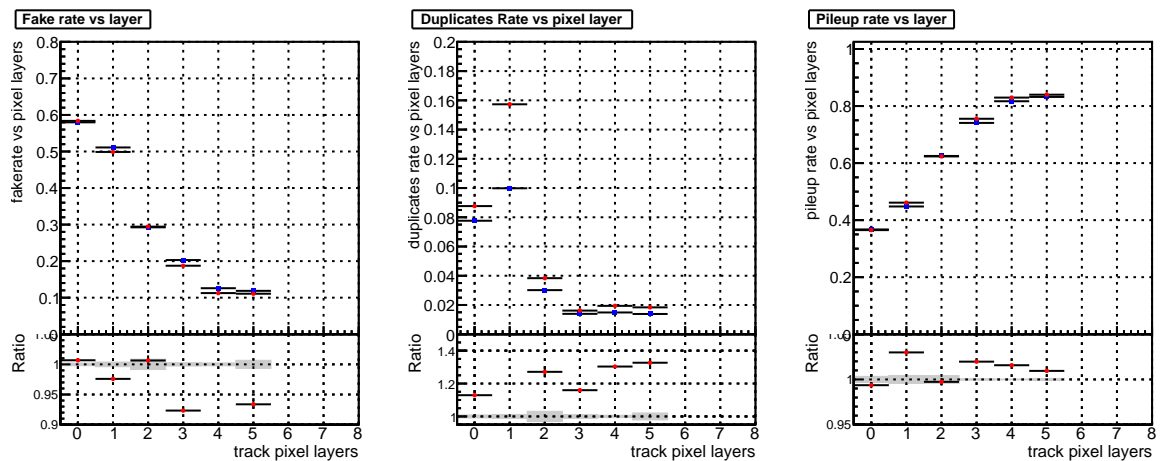 Fake rate vs layer
fakerate vs pixel layers
0.8
0.7
0.6
0.5
0.4
0.3
0.2
0.1
0
Ratio
1
0.95
0.9
0 1 2 3 4 5 6 7 8
track pixel layers
Duplicates Rate vs pixel layer
duplicates rate vs pixel layers
0.2
0.18
0.16
0.14
0.12
0.1
0.08
0.06
0.04
0.02
0
Ratio
1.4
1.2
1
0 1 2 3 4 5 6 7 8
track pixel layers
Pileup rate vs layer
pileup rate vs pixel layers
1
0.8
0.6
0.4
0.2
0
Ratio
1
0.95
0 1 2 3 4 5 6 7 8
track pixel layers